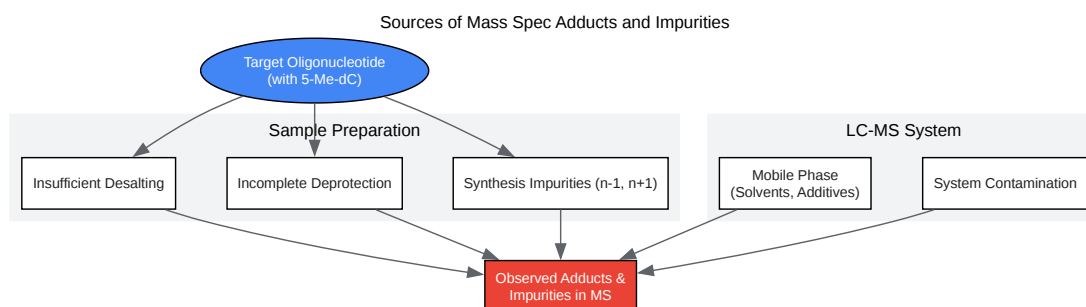 Sources of Mass Spec Adducts and Impurities
Target Oligonucleotide
(with 5-Me-dC)
Sample Preparation
LC-MS System
Insufficient Desalting
Incomplete Deprotection
Synthesis Impurities (n-1, n+1)
Mobile Phase
(Solvents, Additives)
System Contamination
Observed Adducts &
Impurities in MS